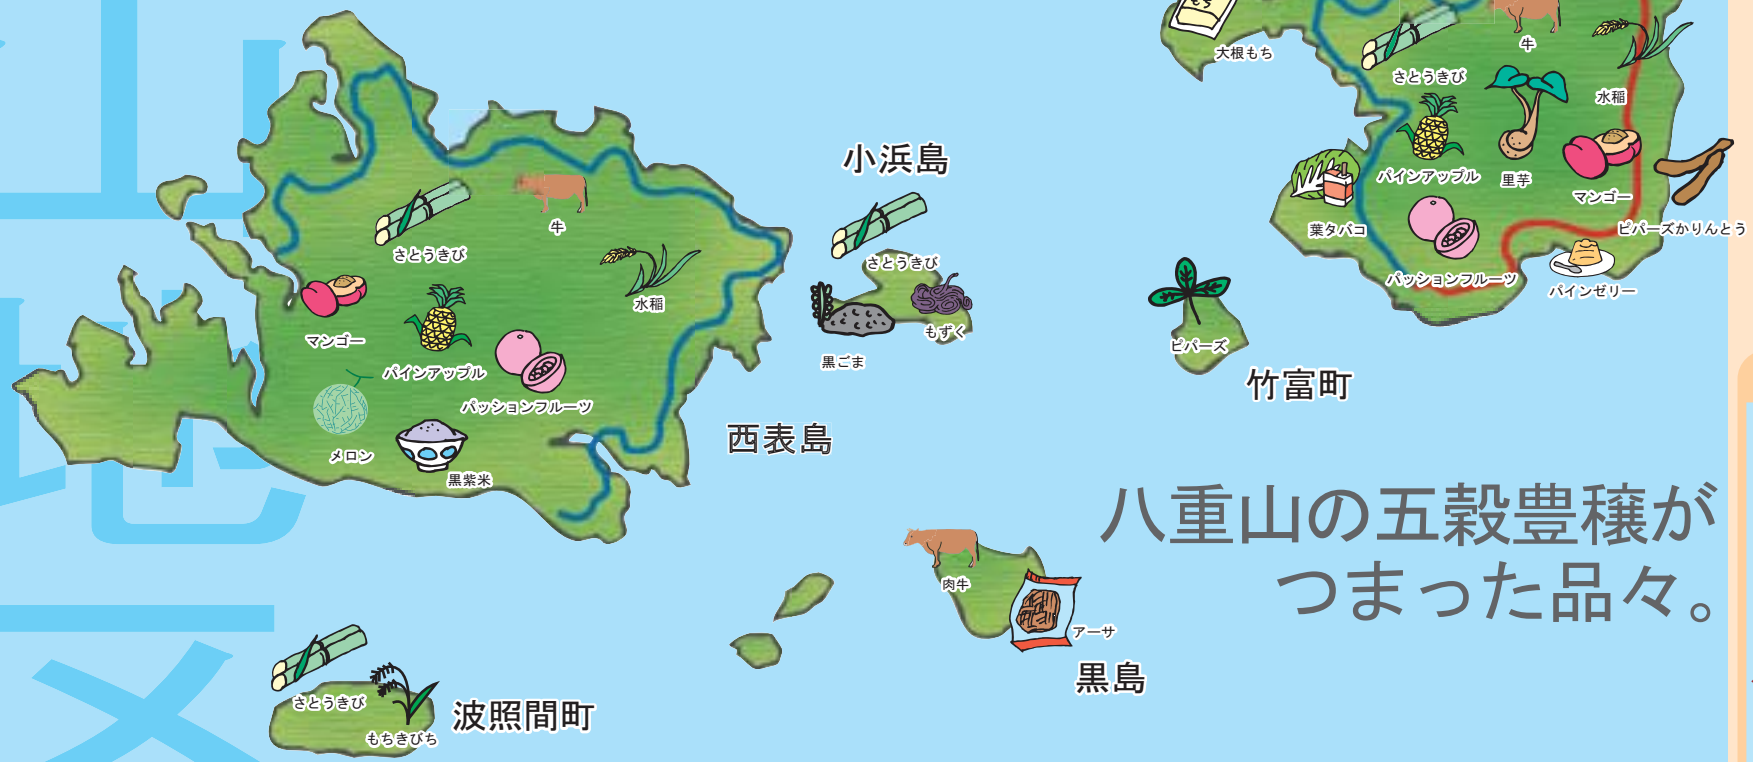 大根もち
さとうきび
牛
水稲
パインアップル
里芋
マンゴー
葉タバコ
パッションフルーツ
ピパーズかりんとう
パインゼリー
小浜島
さとうきび
もずく
黒ごま
ピパーズ
竹富町
さとうきび
牛
水稲
マンゴー
パインアップル
パッションフルーツ
メロン
黒紫米
西表島
八重山の五穀豊穣が
つまった品々。
肉牛
アーサ
黒島
さとうきび
もちきびち
波照間町
山
地